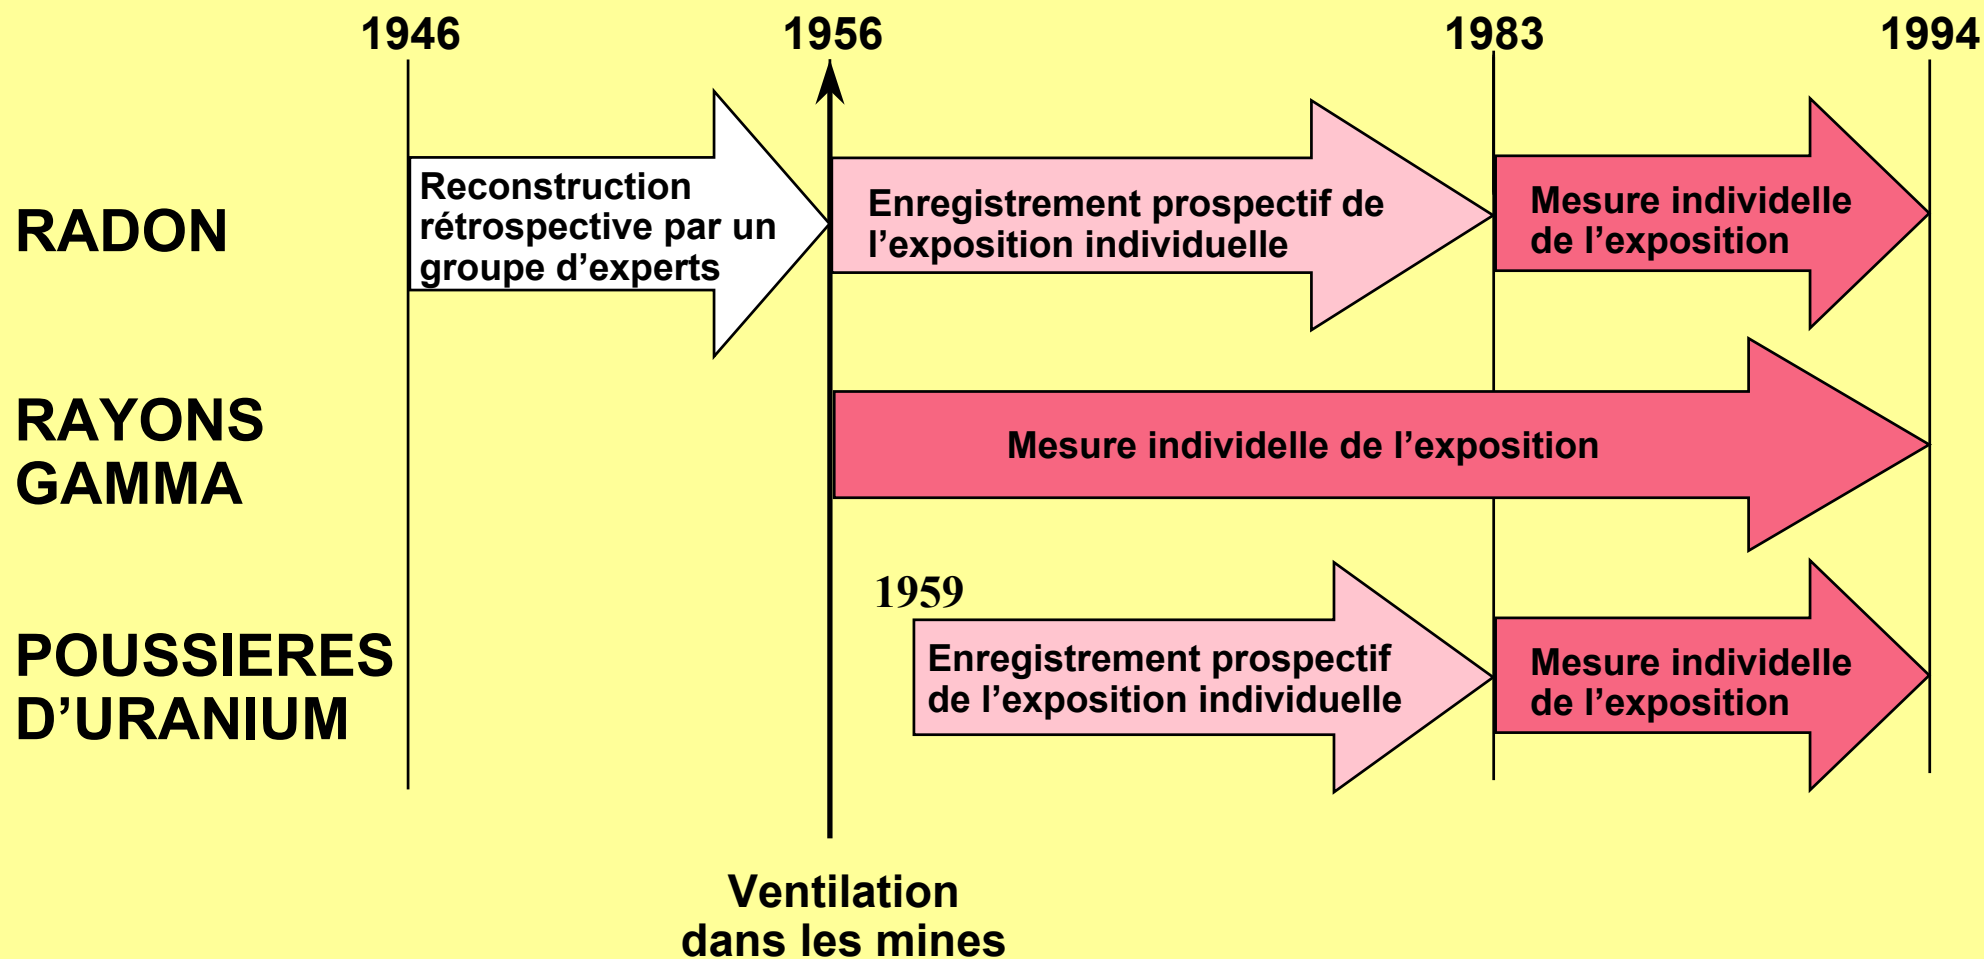 1946
1956
1983
1994
RADON
Reconstruction
rétrospective par un
groupe d’experts
Enregistrement prospectif de
l’exposition individuelle
Mesure individelle
de l’exposition
RAYONS
GAMMA
Mesure individelle de l’exposition
POUSSIERES
D’URANIUM
1959
Enregistrement prospectif
de l’exposition individuelle
Mesure individelle
de l’exposition
Ventilation
dans les mines